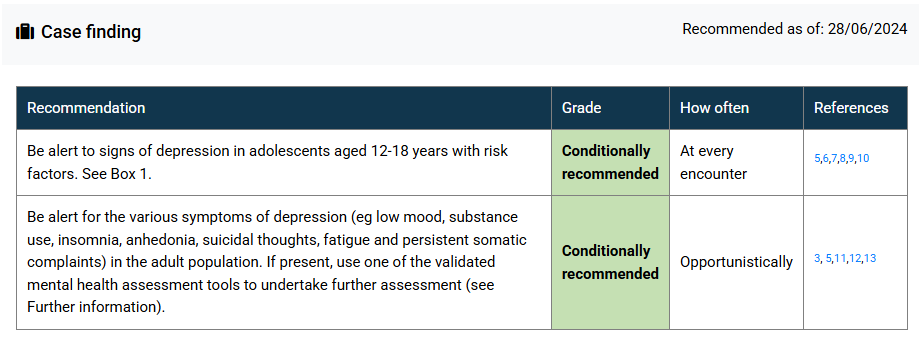 Case finding
Recommended as of: 28/06/2024
Recommendation Grade How often References
Be alert to signs of depression in adolescents aged 12-18 years with risk
factors. See Box 1.
Conditionally
recommended
At every
encounter
5,6,7,8,9,10
Be alert for the various symptoms of depression (eg low mood, substance
use, insomnia, anhedonia, suicidal thoughts, fatigue and persistent somatic
complaints) in the adult population. If present, use one of the validated
mental health assessment tools to undertake further assessment (see
Further information).
Conditionally
recommended
Opportunistically
3, 5,11,12,13